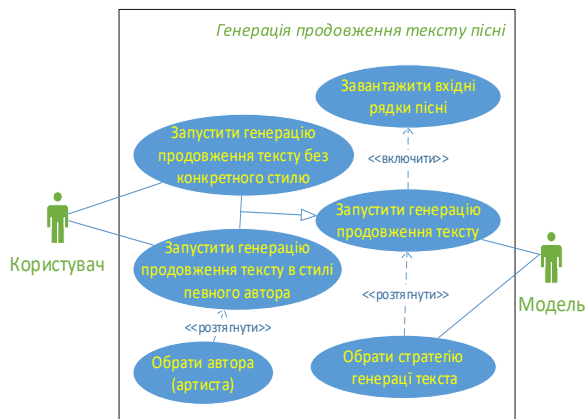 Генерація продовження тексту пісні
Завантажити вхідні
рядки пісні
<<включити>>
Запустити генерацію
продовження тексту без
конкретного стилю
Запустити генерацію
продовження тексту
Користувач
Запустити генерацію
продовження тексту в стилі
певного автора
Модель
<<розтягнути>>
<<розтягнути>>
Обрати автора
(артиста)
Обрати стратегію
генерації текста